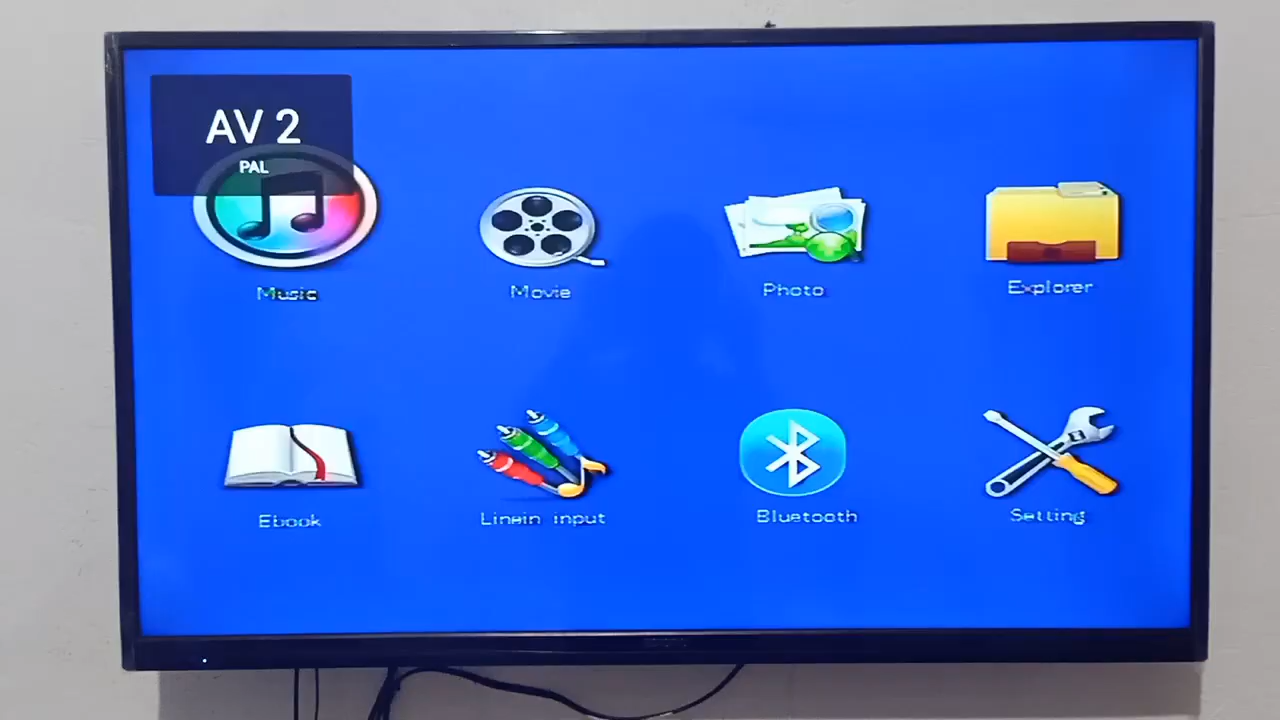 AV 2
PAL
Music
Movie
Photo
Explorer
Ebook
Linein input
Bluetooth
Setting